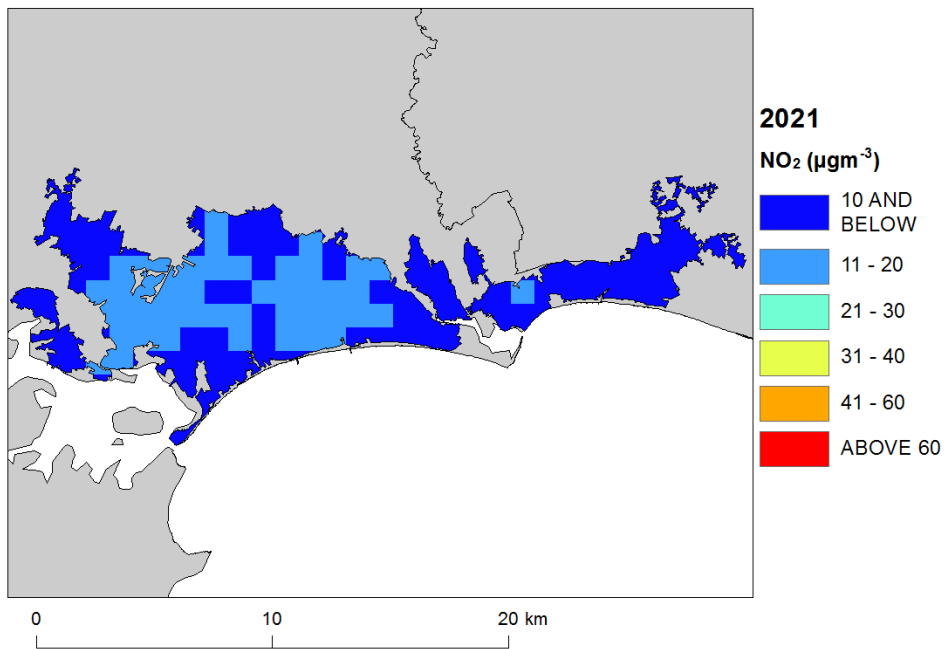 2021
NO₂ (µgm⁻³)
10 AND
BELOW
11 - 20
21 - 30
31 - 40
41 - 60
ABOVE 60
0 10 20 km